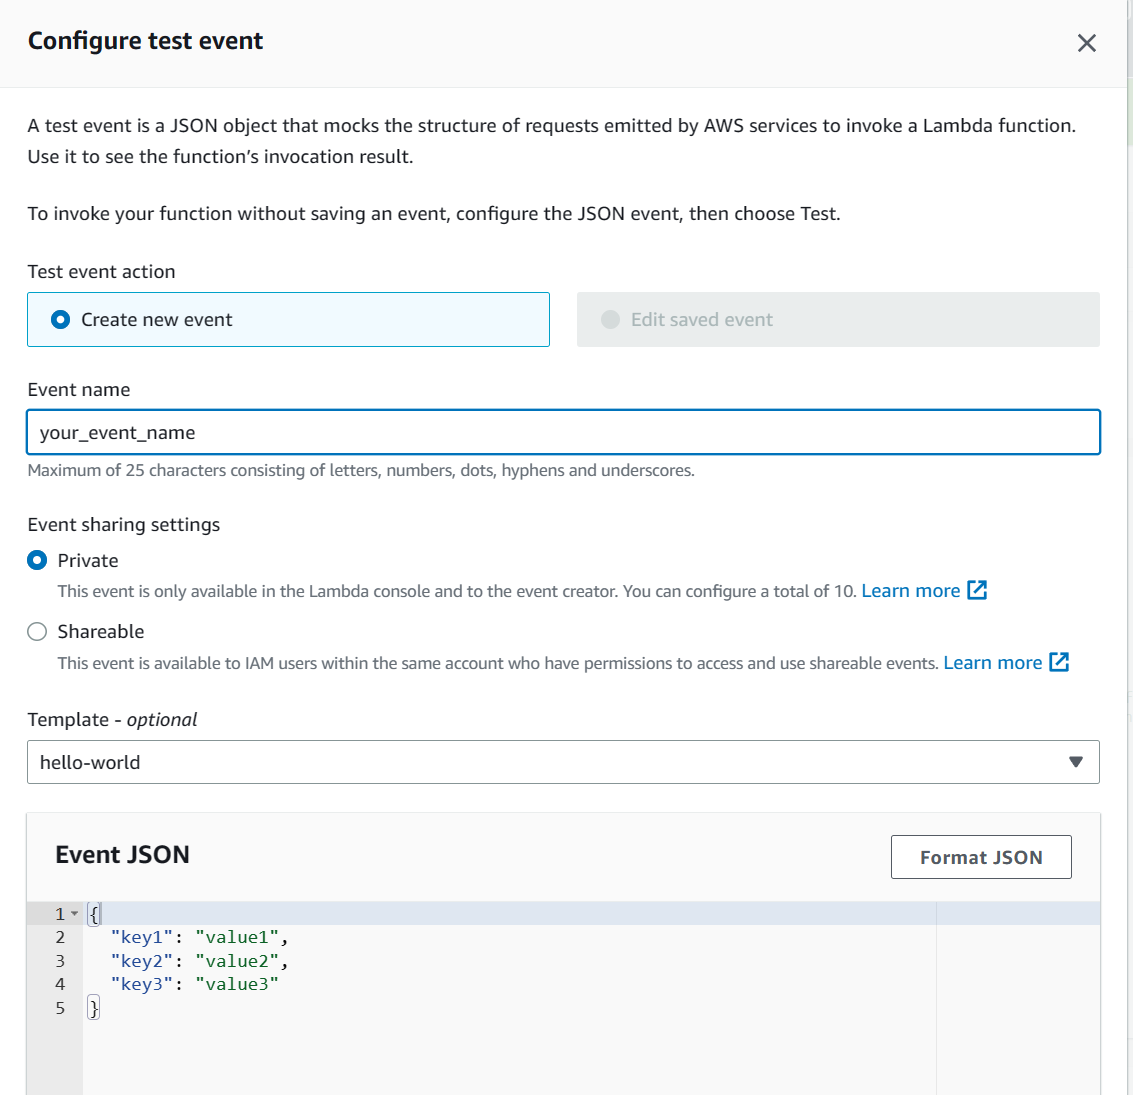 Configure test event
A test event is a JSON object that mocks the structure of requests emitted by AWS services to invoke a Lambda function.
Use it to see the function's invocation result.
To invoke your function without saving an event, configure the JSON event, then choose Test.
Test event action
Create new event
Edit saved event
Event name
your_event_name
Maximum of 25 characters consisting of letters, numbers, dots, hyphens and underscores.
Event sharing settings
Private
This event is only available in the Lambda console and to the event creator. You can configure a total of 10. Learn more
Shareable
This event is available to IAM users within the same account who have permissions to access and use shareable events. Learn more
Template - optional
hello-world
Event JSON
Format JSON
1 {
2 "key1": "value1",
3 "key2": "value2",
4 "key3": "value3"
5 }